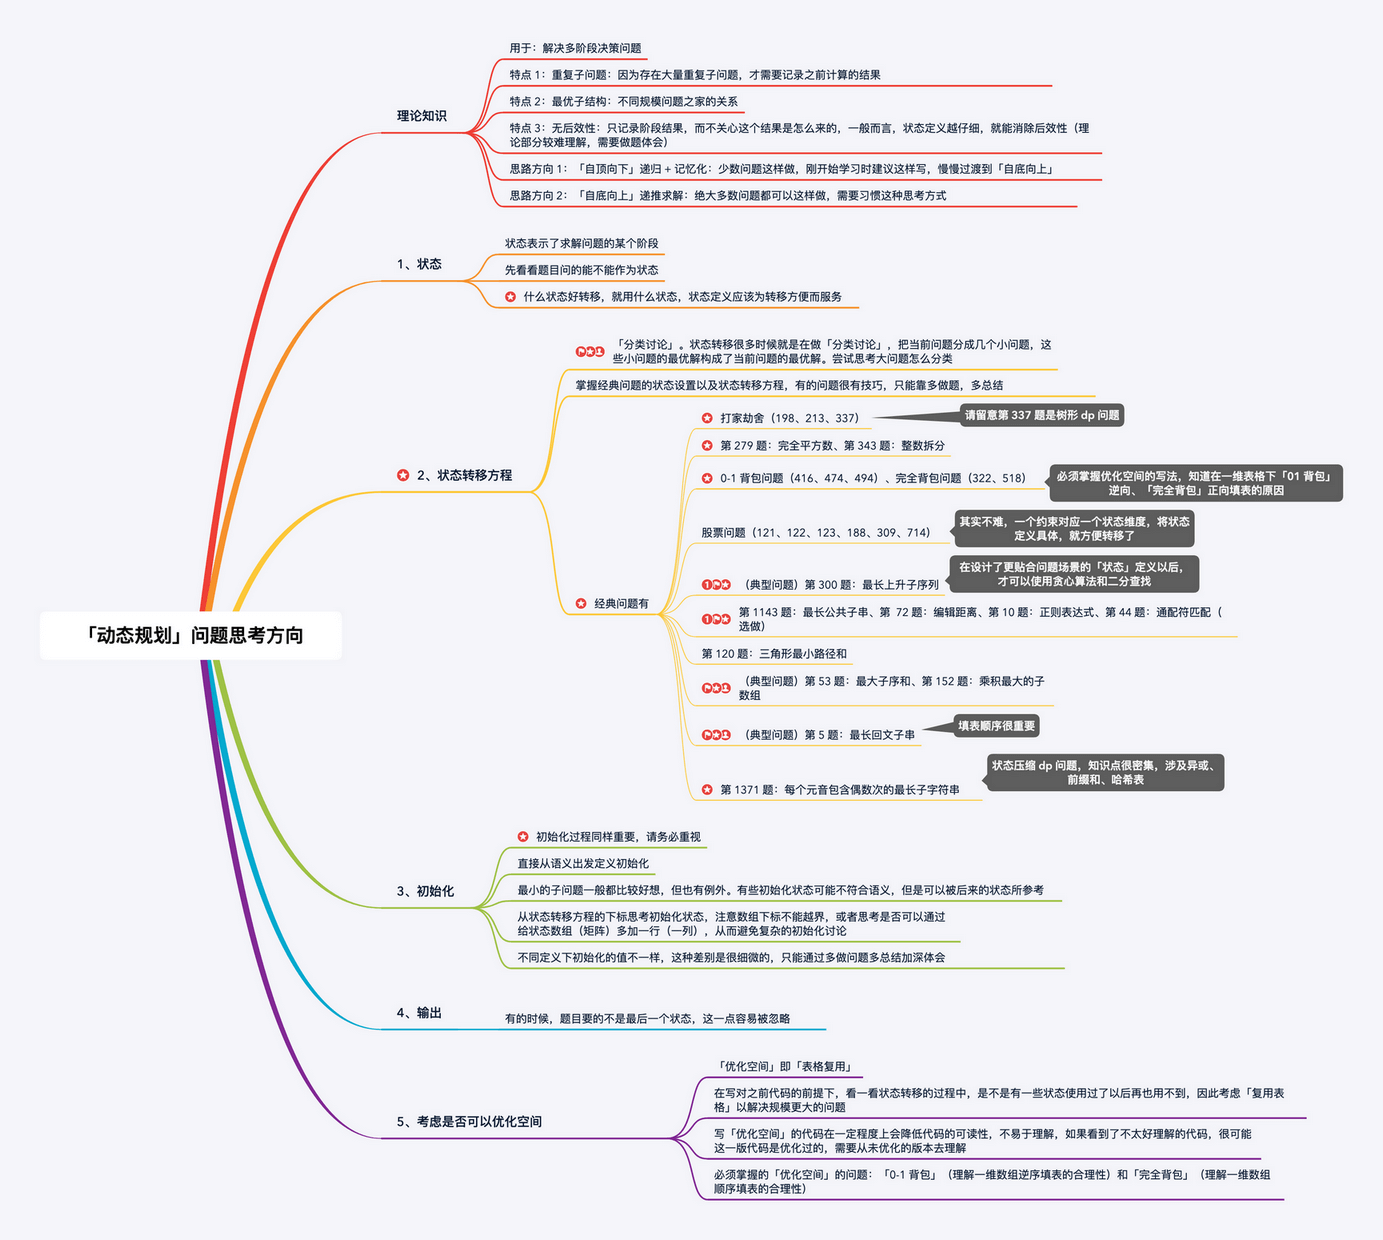 「动态规划」问题思考方向
理论知识
用于：解决多阶段决策问题
特点 1：重复子问题：因为存在大量重复子问题，才需要记录之前计算的结果
特点 2：最优子结构：不同规模问题之家的关系
特点 3：无后效性：只记录阶段结果，而不关心这个结果是怎么来的，一般而言，状态定义越仔细，就能消除后效性（理
论部分较难理解，需要做题体会）
思路方向 1：「自顶向下」递归 + 记忆化：少数问题这样做，刚开始学习时建议这样写，慢慢过渡到「自底向上」
思路方向 2：「自底向上」递推求解：绝大多数问题都可以这样做，需要习惯这种思考方式
1、状态
状态表示了求解问题的某个阶段
先看看题目问的能不能作为状态
什么状态好转移，就用什么状态，状态定义应该为转移方便而服务
2、状态转移方程
「分类讨论」。状态转移很多时候就是在做「分类讨论」，把当前问题分成几个小问题，这
些小问题的最优解构成了当前问题的最优解。尝试思考大问题怎么分类
掌握经典问题的状态设置以及状态转移方程，有的问题很有技巧，只能靠多做题，多总结
经典问题有
打家劫舍（198、213、337）
请留意第 337 题是树形 dp 问题
第 279 题：完全平方数、第 343 题：整数拆分
0-1 背包问题（416、474、494）、完全背包问题（322、518）
必须掌握优化空间的写法，知道在一维表格下「01 背包」
逆向、「完全背包」正向填表的原因
股票问题（121、122、123、188、309、714）
其实不难，一个约束对应一个状态维度，将状态
定义具体，就方便转移了
1
（典型问题）第 300 题：最长上升子序列
在设计了更贴合问题场景的「状态」定义以后，
才可以使用贪心算法和二分查找
1
第 1143 题：最长公共子串、第 72 题：编辑距离、第 10 题：正则表达式、第 44 题：通配符匹配（
选做）
第 120 题：三角形最小路径和
（典型问题）第 53 题：最大子序和、第 152 题：乘积最大的子
数组
（典型问题）第 5 题：最长回文子串
填表顺序很重要
第 1371 题：每个元音包含偶数次的最长子字符串
状态压缩 dp 问题，知识点很密集，涉及异或、
前缀和、哈希表
3、初始化
初始化过程同样重要，请务必重视
直接从语义出发定义初始化
最小的子问题一般都比较好想，但也有例外。有些初始化状态可能不符合语义，但是可以被后来的状态所参考
从状态转移方程的下标思考初始化状态，注意数组下标不能越界，或者思考是否可以通过
给状态数组（矩阵）多加一行（一列），从而避免复杂的初始化讨论
不同定义下初始化的值不一样，这种差别是很细微的，只能通过多做问题多总结加深体会
4、输出
有的时候，题目要的不是最后一个状态，这一点容易被忽略
5、考虑是否可以优化空间
「优化空间」即「表格复用」
在写对之前代码的前提下，看一看状态转移的过程中，是不是有一些状态使用过了以后再也用不到，因此考虑「复用表
格」以解决规模更大的问题
写「优化空间」的代码在一定程度上会降低代码的可读性，不易于理解，如果看到了不太好理解的代码，很可能
这一版代码是优化过的，需要从未优化的版本去理解
必须掌握的「优化空间」的问题：「0-1 背包」（理解一维数组逆序填表的合理性）和「完全背包」（理解一维数组
顺序填表的合理性）